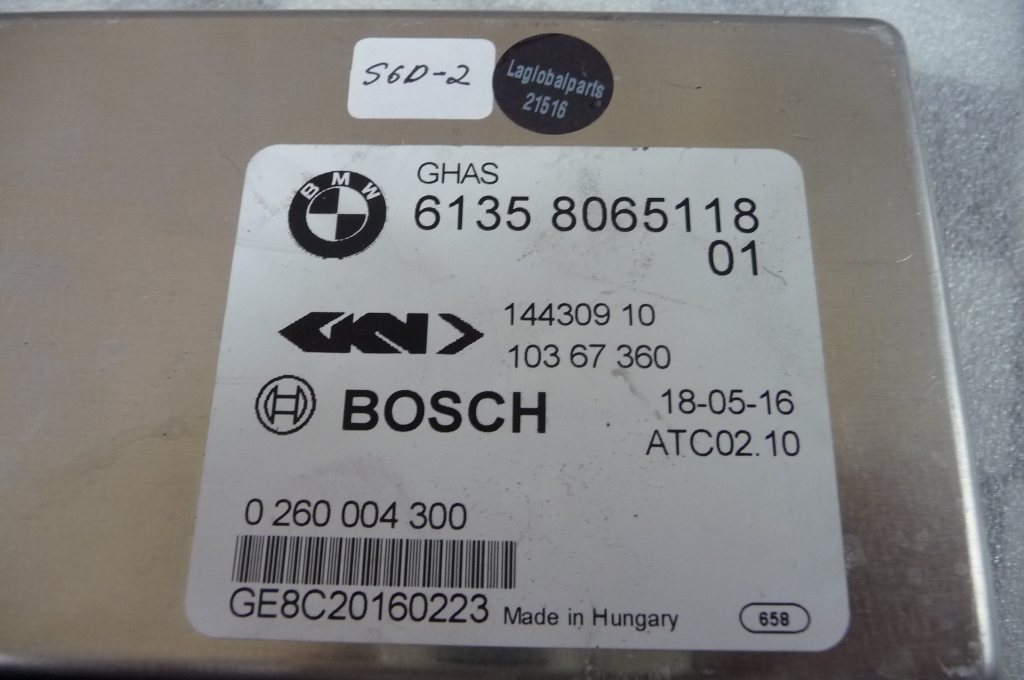 S6D-2
Laglobalparts
21516
BMW
GHAS
6135 8065118
01
GKN
144309 10
103 67 360
BOSCH
18-05-16
ATC02.10
0 260 004 300
GE8C20160223
Made in Hungary
658